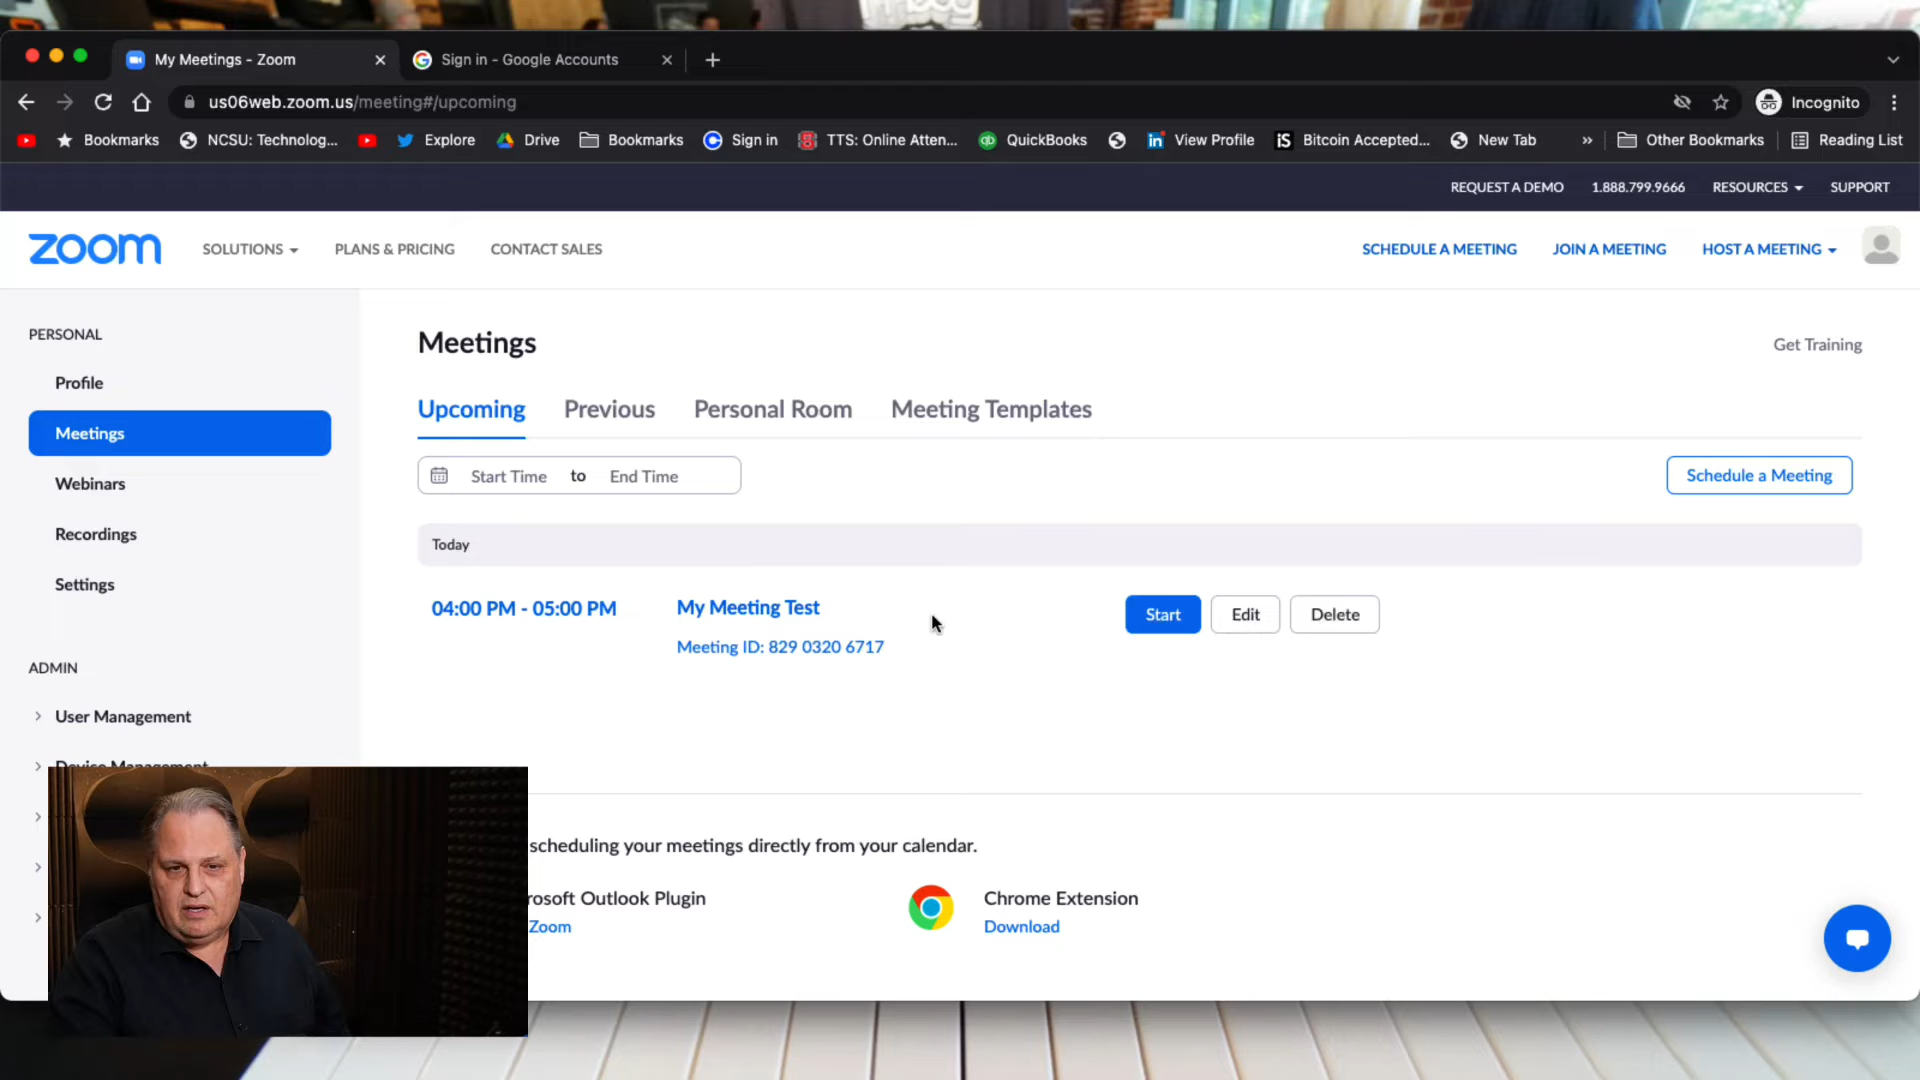 My Meetings - Zoom
Sign in - Google Accounts
us06web.zoom.us/meeting#/upcoming
Incognito
Bookmarks
NCSU: Technolog...
Explore
Drive
Bookmarks
Sign in
TTS: Online Atten...
QuickBooks
View Profile
Bitcoin Accepted...
New Tab
»
Other Bookmarks
Reading List
REQUEST A DEMO
1.888.799.9666
RESOURCES
SUPPORT
zoom
SOLUTIONS
PLANS & PRICING
CONTACT SALES
SCHEDULE A MEETING
JOIN A MEETING
HOST A MEETING
PERSONAL
Profile
Meetings
Webinars
Recordings
Settings
ADMIN
User Management
Device Management
Meetings
Get Training
Upcoming
Previous
Personal Room
Meeting Templates
Start Time to End Time
Schedule a Meeting
Today
04:00 PM - 05:00 PM
My Meeting Test
Meeting ID: 829 0320 6717
Start
Edit
Delete
scheduling your meetings directly from your calendar.
rosoft Outlook Plugin
Zoom
Chrome Extension
Download